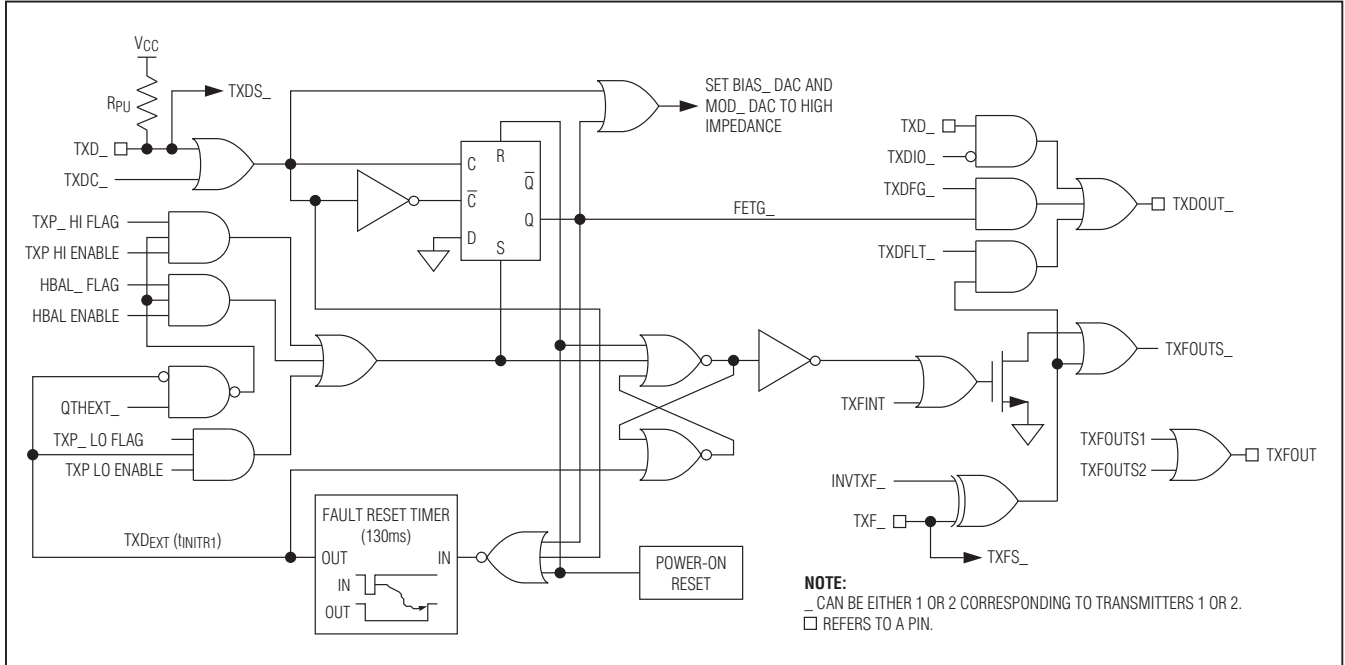 VCC
RPU
TXDS_
TXD_
TXDC_
SET BIAS_ DAC AND
MOD_ DAC TO HIGH
IMPEDANCE
C
R
C
D
S
Q
Q
FETG_
TXD_
TXDIO_
TXDFG_
TXDFLT_
TXDOUT_
TXP_ HI FLAG
TXP HI ENABLE
HBAL_ FLAG
HBAL ENABLE
QTHEXT_
TXP_ LO FLAG
TXP LO ENABLE
TXFINT
TXFOUTS_
TXFOUTS1
TXFOUTS2
TXFOUT
INVTXF_
TXF_
TXFS_
TXDEXT (tINITR1)
FAULT RESET TIMER
(130ms)
OUT
IN
IN
OUT
POWER-ON
RESET
NOTE:
_ CAN BE EITHER 1 OR 2 CORRESPONDING TO TRANSMITTERS 1 OR 2.
□ REFERS TO A PIN.